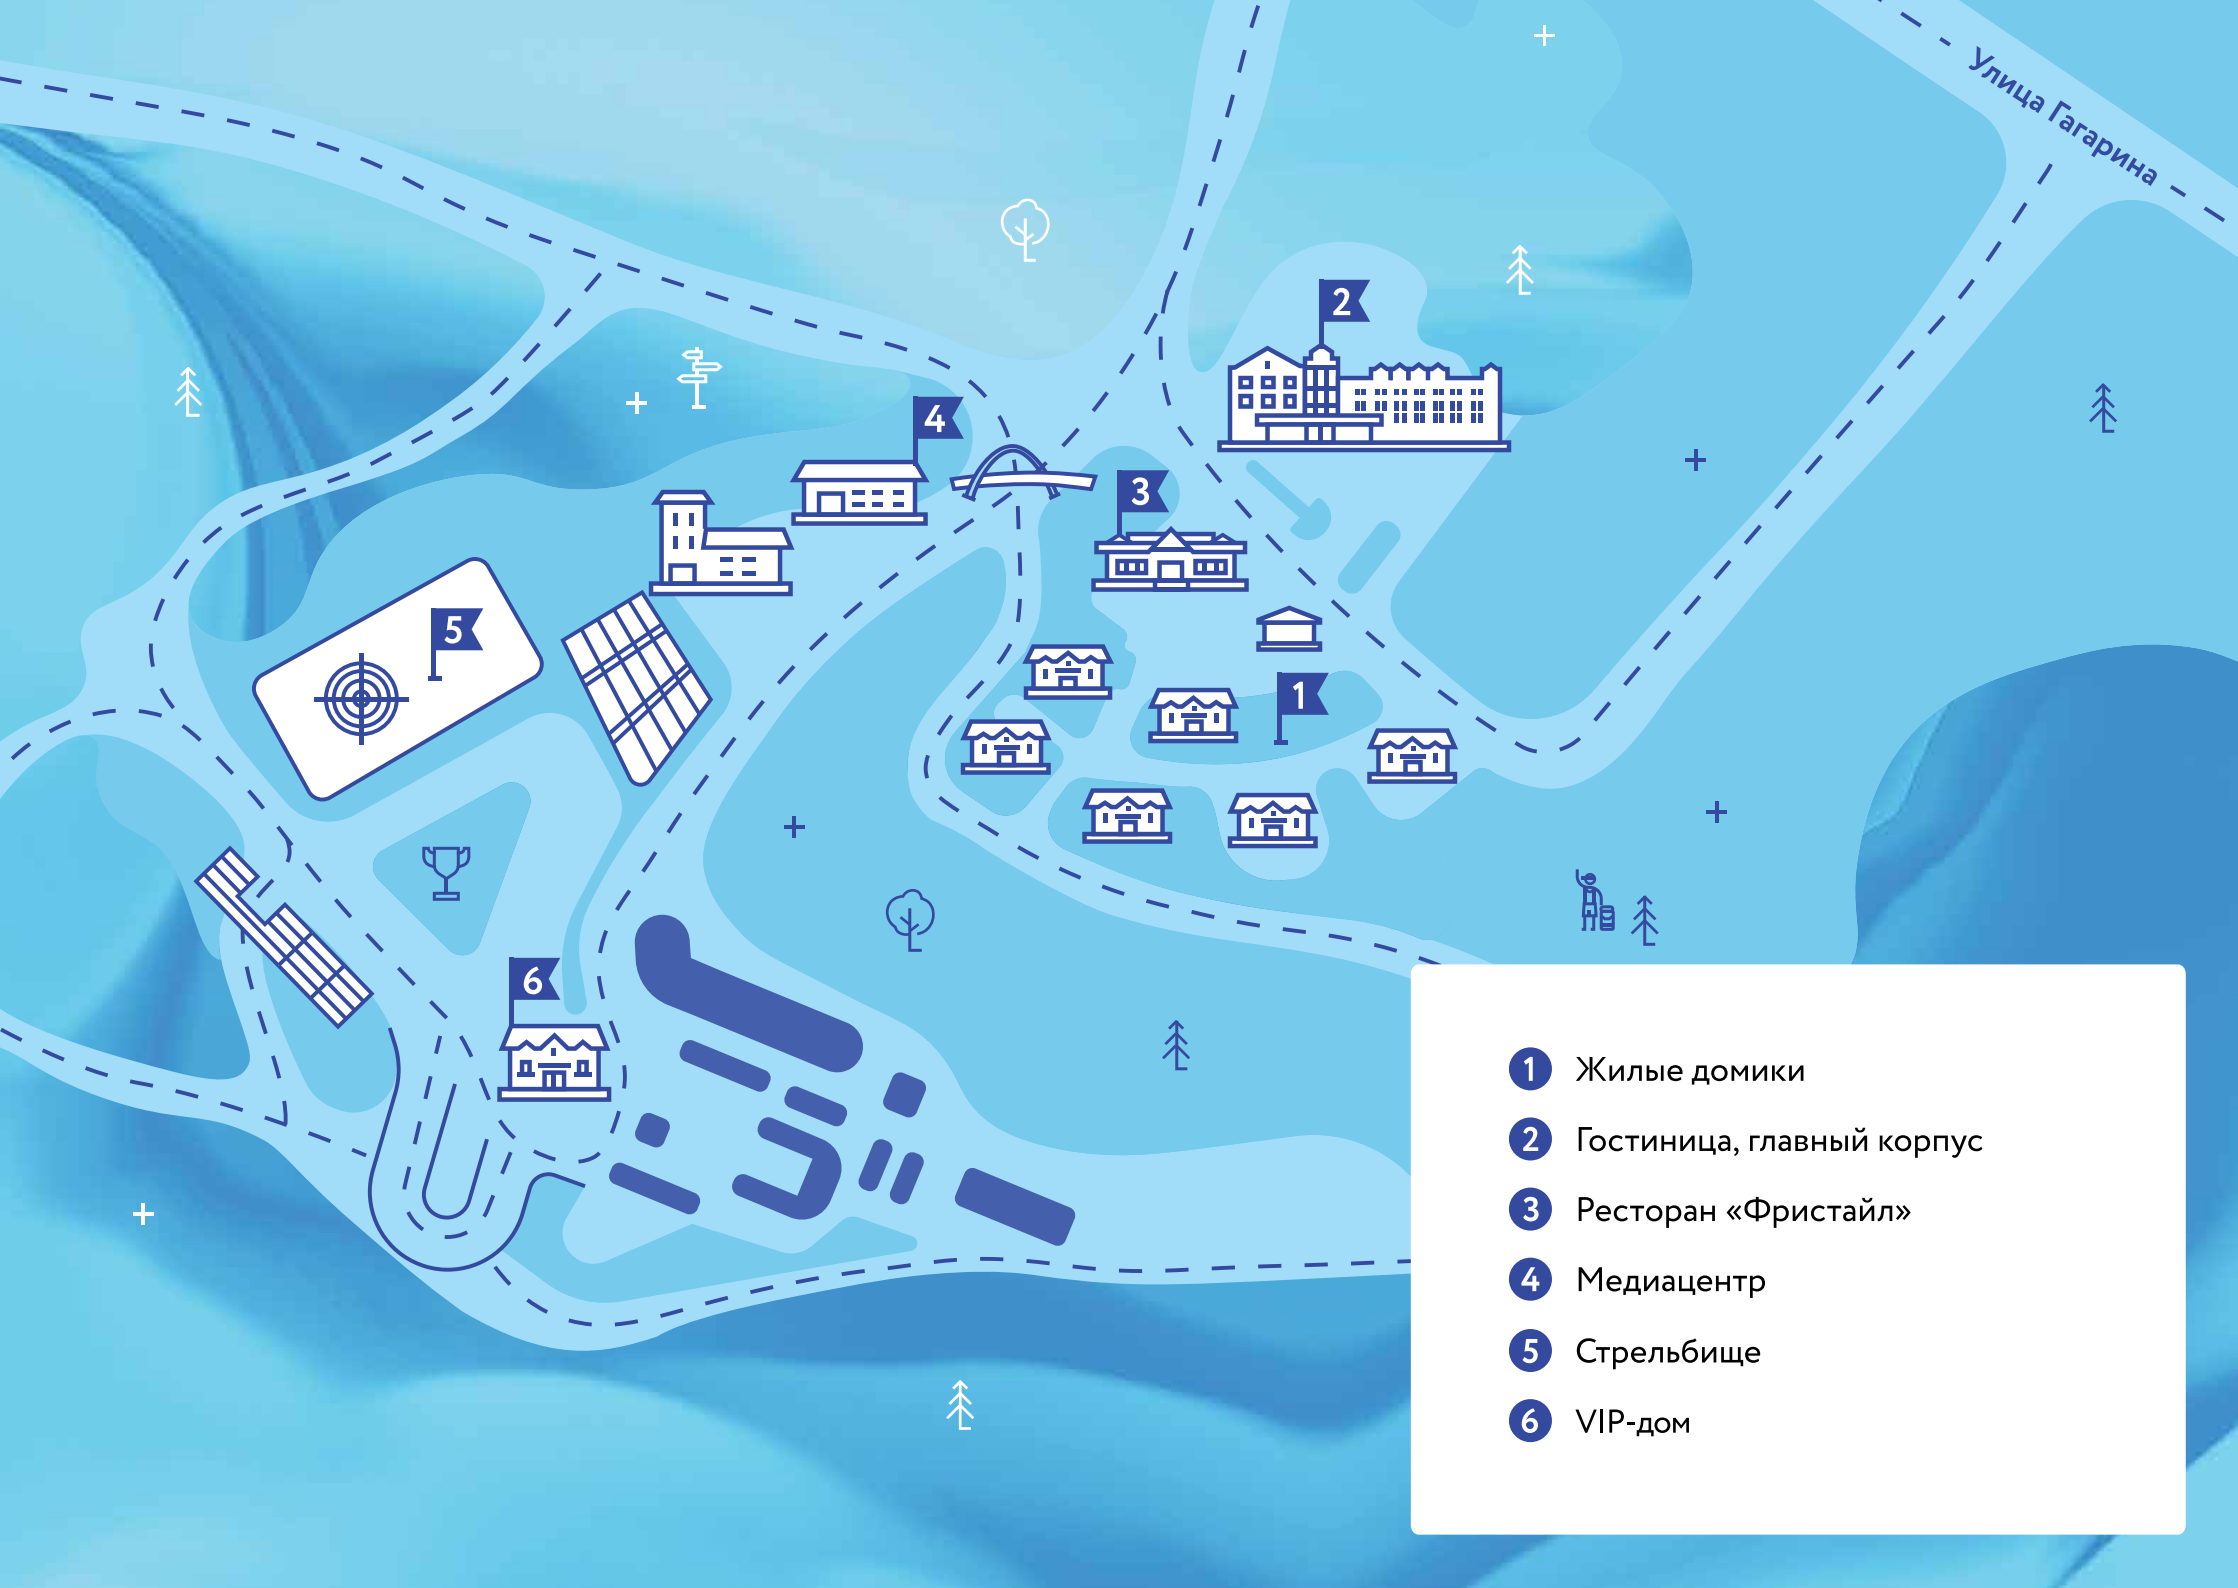 Улица Гагарина
2
4
3
5
1
6
1 Жилые домики
2 Гостиница, главный корпус
3 Ресторан «Фристайл»
4 Медиацентр
5 Стрельбище
6 VIP-дом